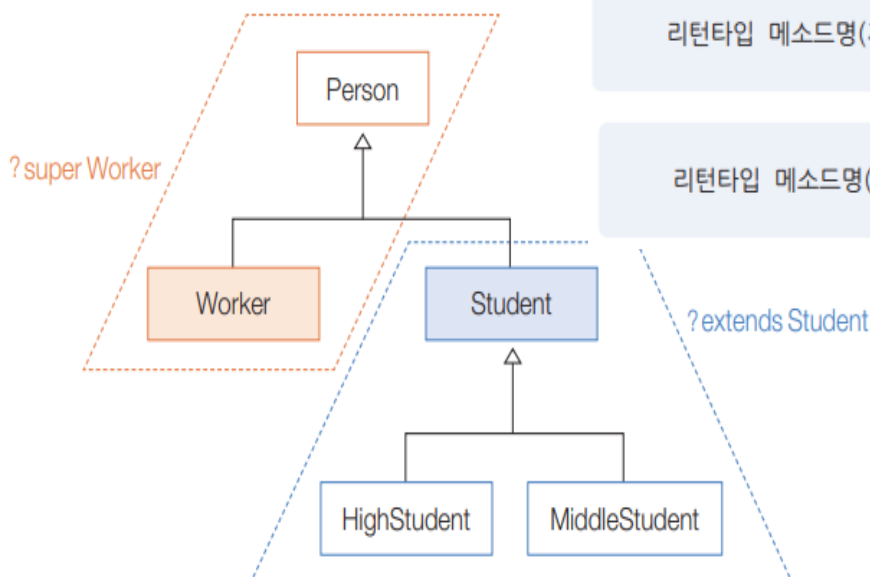 리턴타입 메소드명(
Person
? super Worker
리턴타입 메소드명(
Worker
Student
? extends Student
HighStudent
MiddleStudent